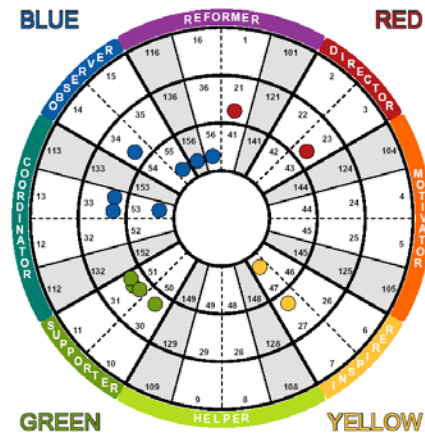 BLUE
RED
REFORMER
DIRECTOR
MOTIVATOR
INSPIRER
HELPER
SUPPORTER
COORDINATOR
OBSERVER
16 1 101 2 3 104 4 5 105 6 7 108 8 9 109 10 11 112 12 13 113 14 15 116
36 21 121 22 23 124 24 25 125 26 27 128 28 29 129 30 31 132 32 33 133 34 35 136
56 41 141 42 43 144 44 45 145 46 47 148 48 49 149 50 51 152 52 53 153 54 55 156
GREEN
YELLOW